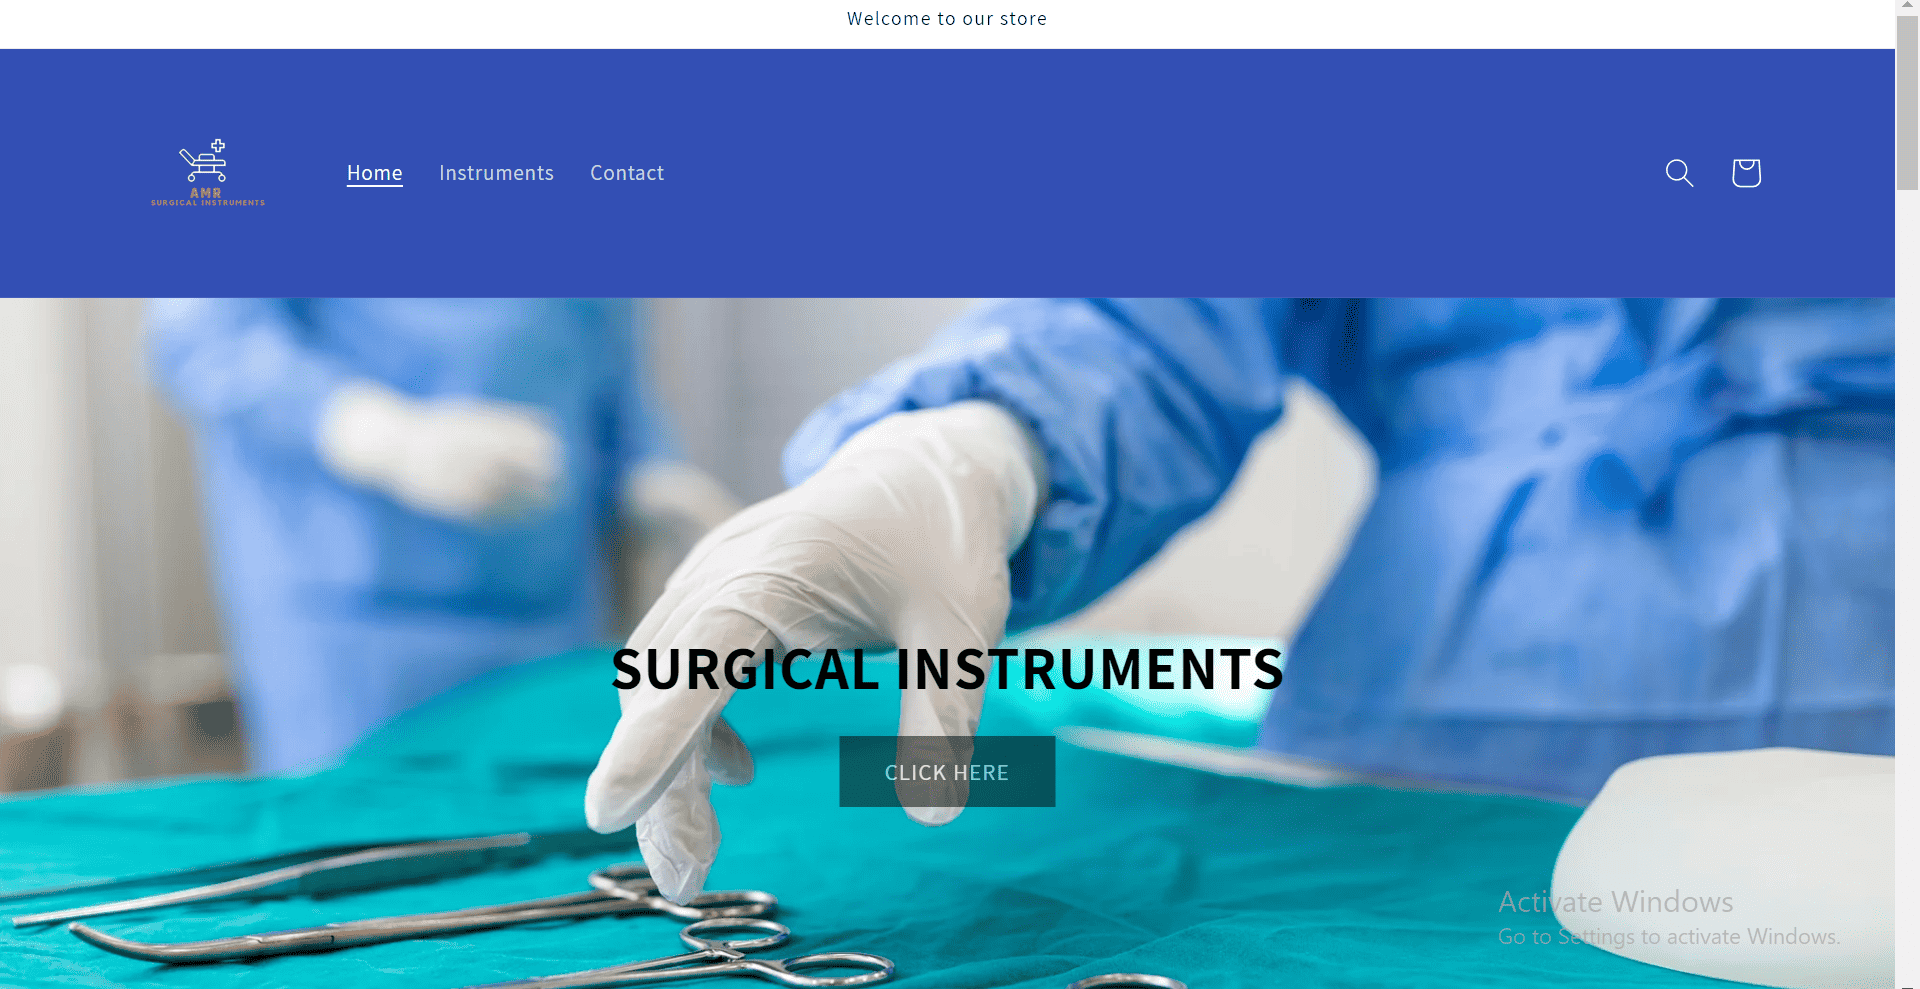 Welcome to our store
AMR
SURGICAL INSTRUMENTS
Home Instruments Contact
SURGICAL INSTRUMENTS
CLICK HERE
Activate Windows
Go to Settings to activate Windows.